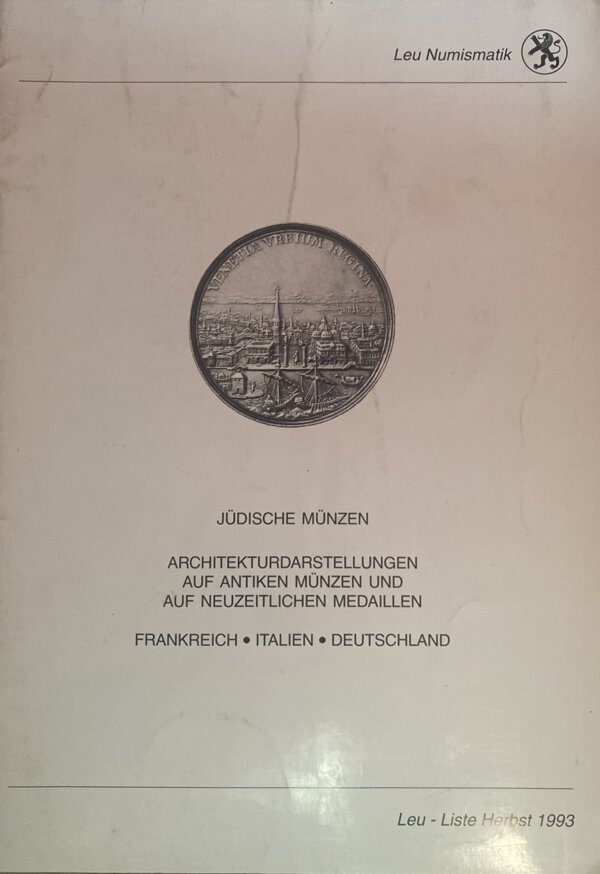 Leu Numismatik
VENETIA VRBIUM REGINA
JÜDISCHE MÜNZEN
ARCHITEKTURDARSTELLUNGEN
AUF ANTIKEN MÜNZEN UND
AUF NEUZEITLICHEN MEDAILLEN
FRANKREICH • ITALIEN • DEUTSCHLAND
Leu - Liste Herbst 1993